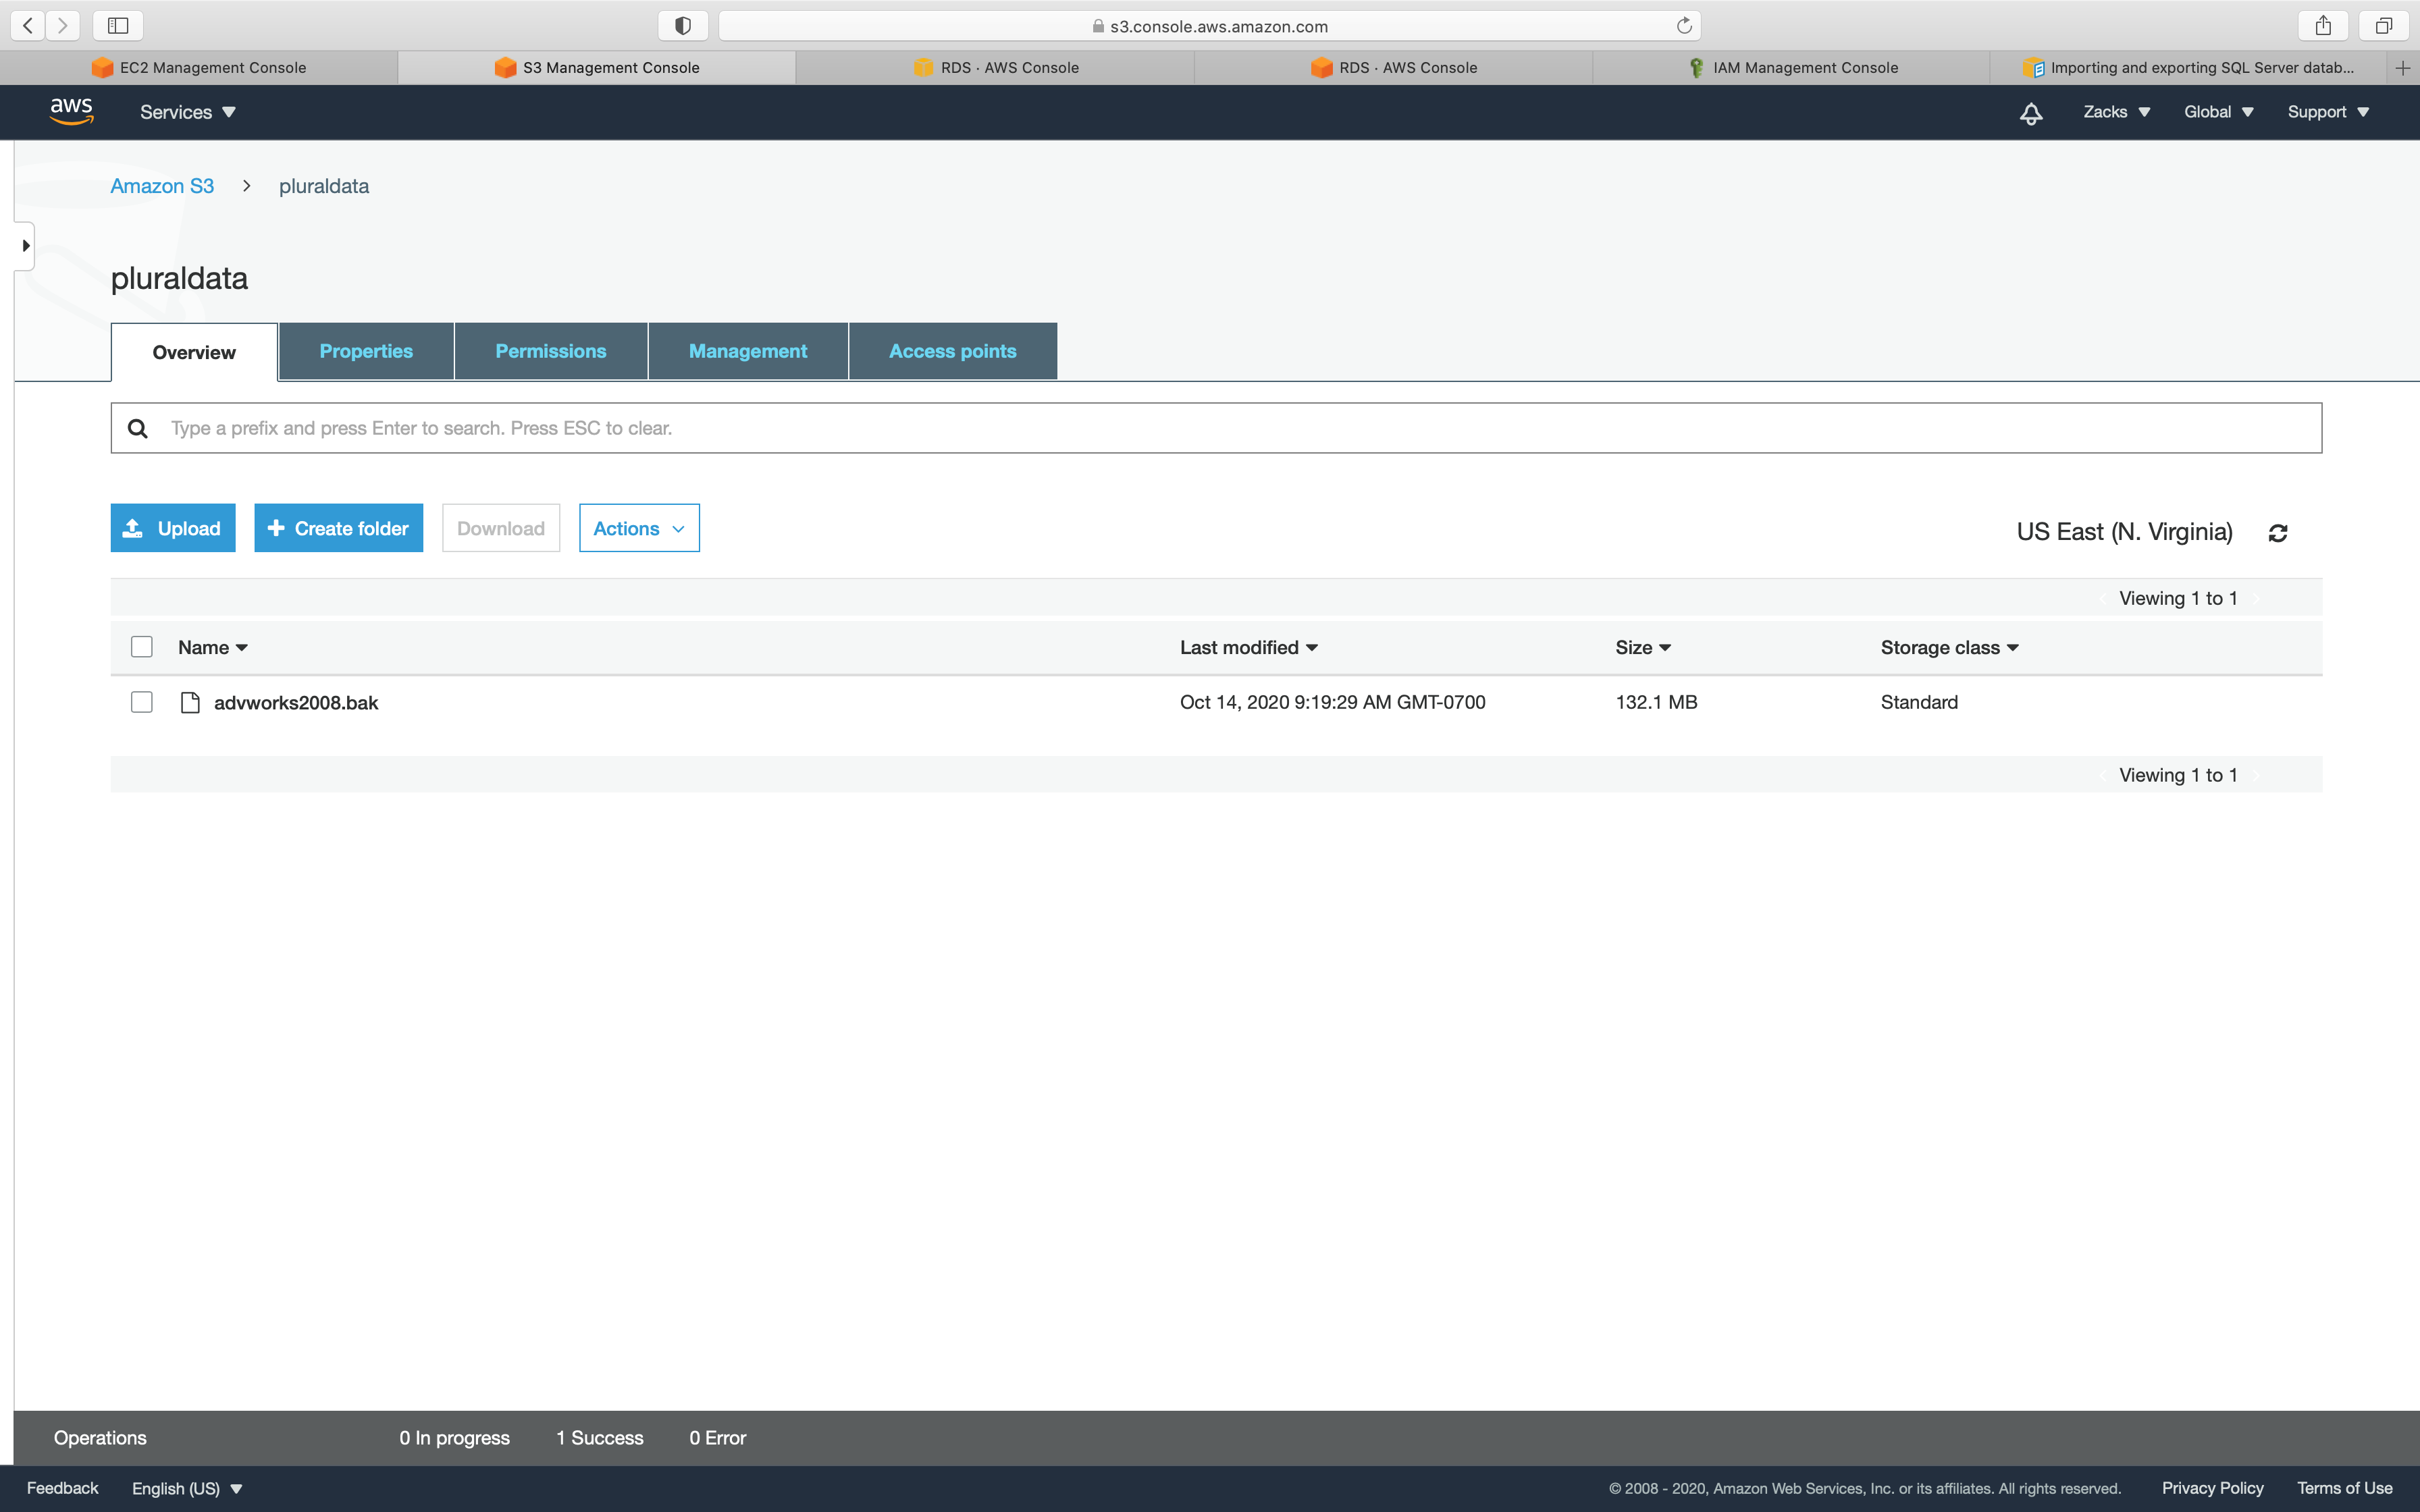 s3.console.aws.amazon.com
EC2 Management Console
S3 Management Console
RDS · AWS Console
RDS · AWS Console
IAM Management Console
Importing and exporting SQL Server datab...
aws
Services
Zacks
Global
Support
Amazon S3 > pluraldata
pluraldata
Overview
Properties
Permissions
Management
Access points
Type a prefix and press Enter to search. Press ESC to clear.
Upload
+ Create folder
Download
Actions
US East (N. Virginia)
Viewing 1 to 1
Name
Last modified
Size
Storage class
advworks2008.bak
Oct 14, 2020 9:19:29 AM GMT-0700
132.1 MB
Standard
Viewing 1 to 1
Operations
0 In progress
1 Success
0 Error
Feedback
English (US)
© 2008 - 2020, Amazon Web Services, Inc. or its affiliates. All rights reserved.
Privacy Policy
Terms of Use